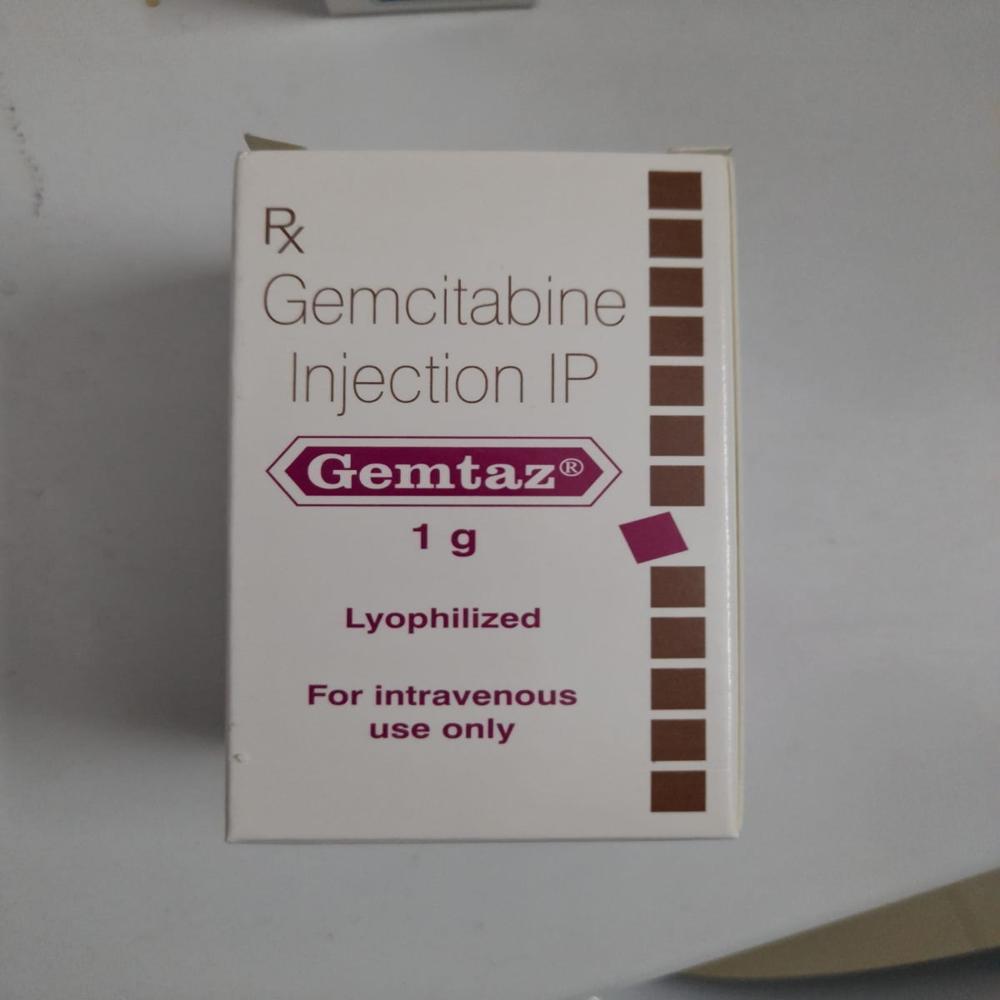 Rx
Gemcitabine
Injection IP
Gemtaz®
1 g
Lyophilized
For intravenous
use only